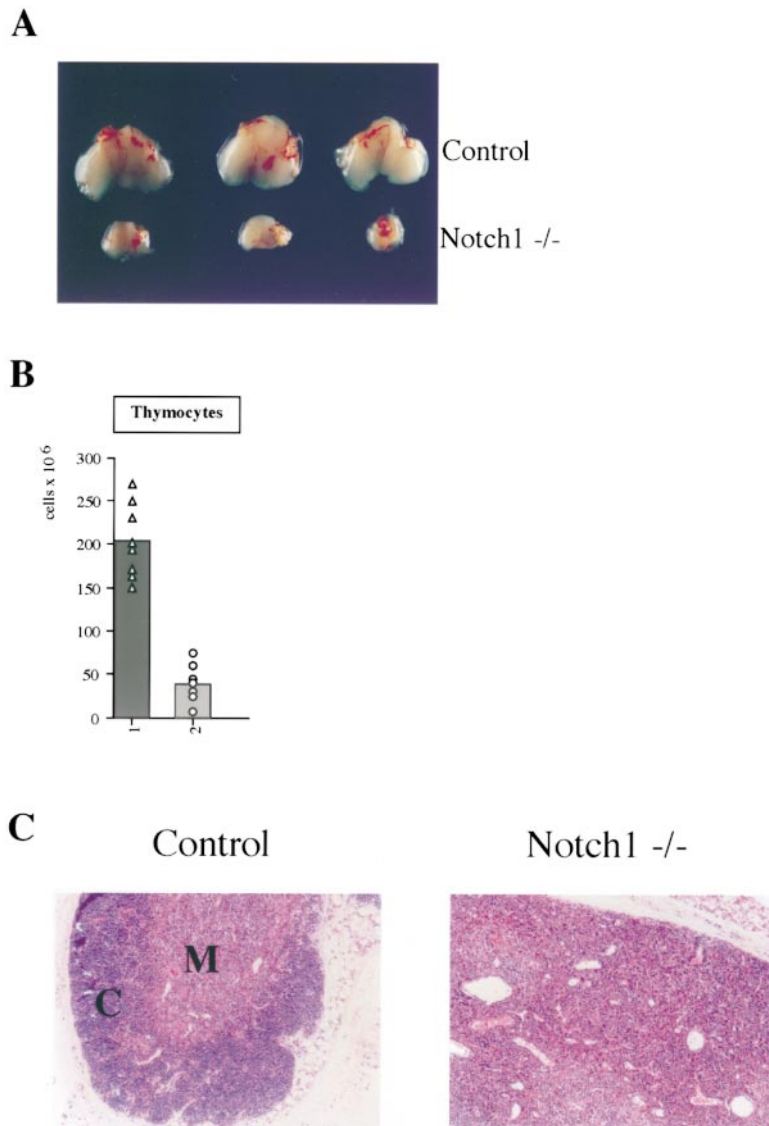 A
Control
Notch1 -/-
B
Thymocytes
cells x 10 6
300
250
200
150
100
50
0
1
2
C
Control
Notch1 -/-
M
C